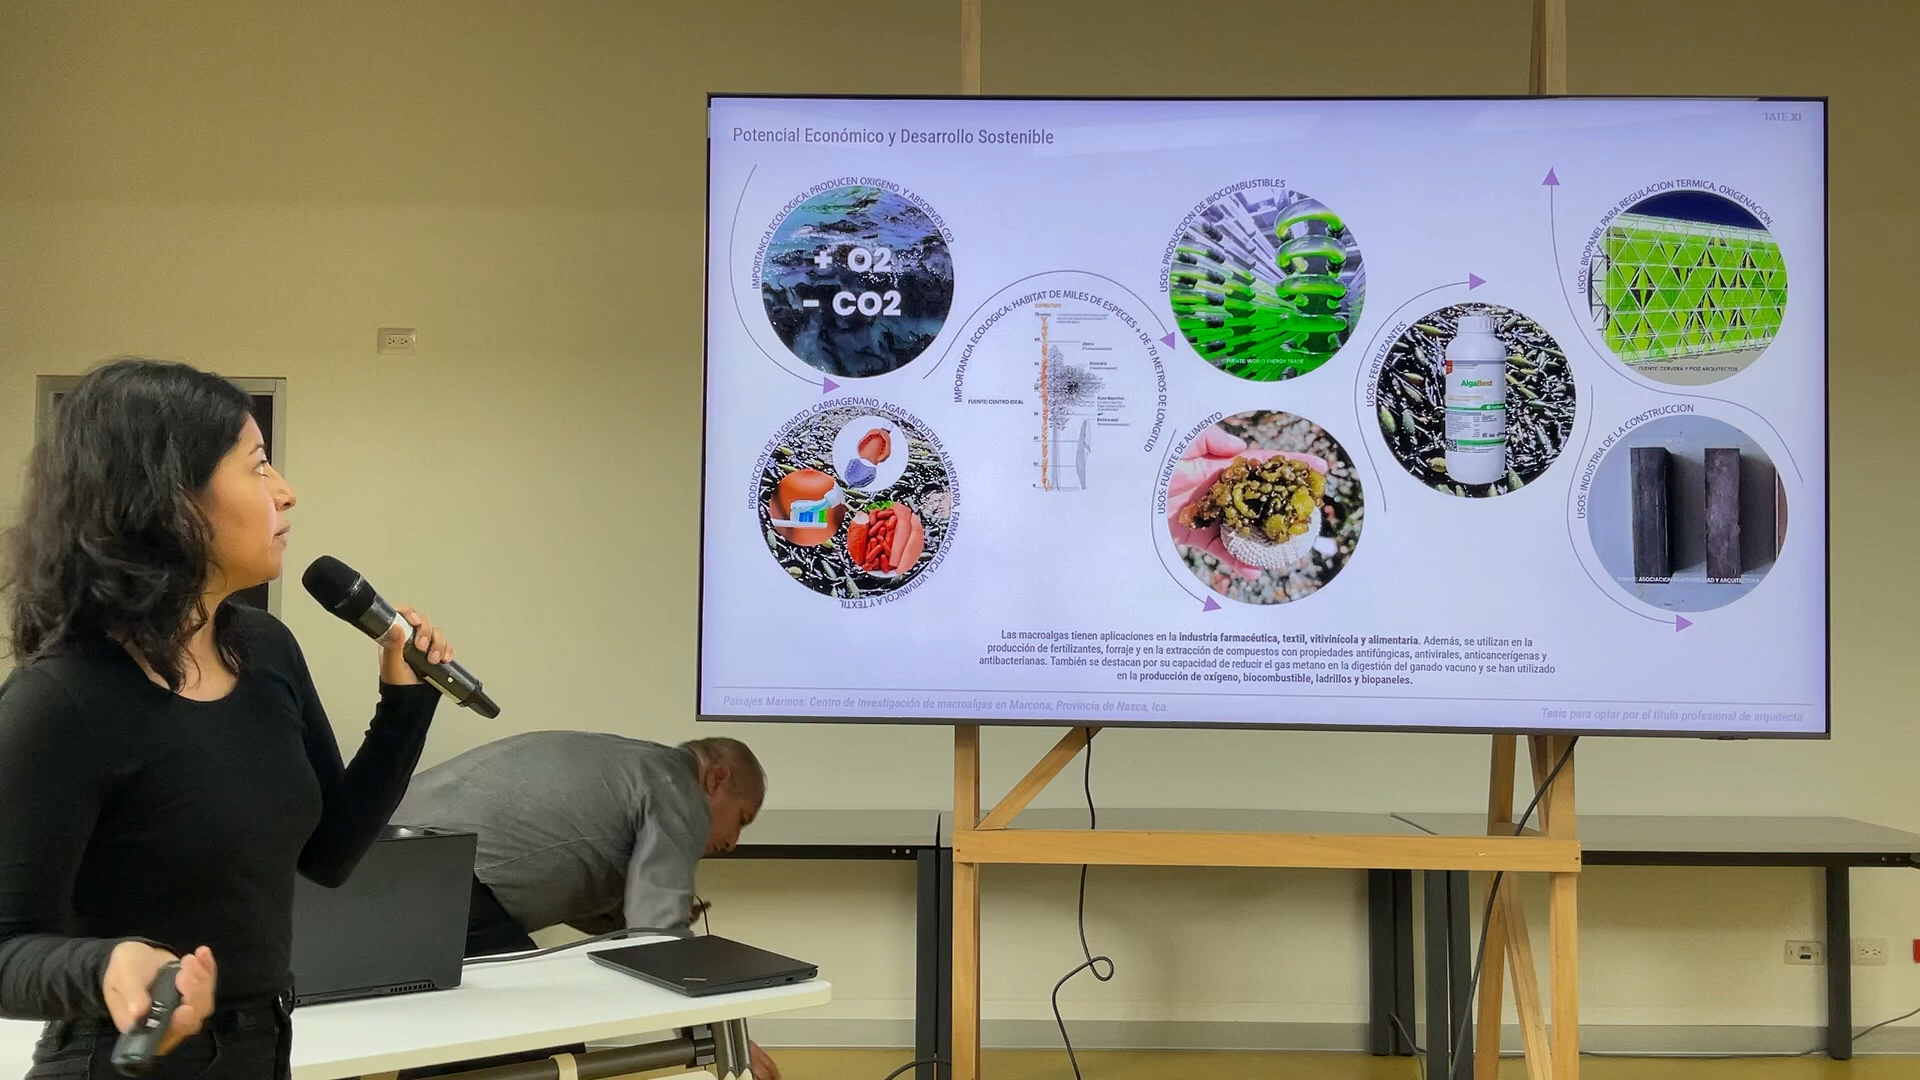 TATE XI
Potencial Económico y Desarrollo Sostenible
IMPORTANCIA ECOLOGICA: PRODUCEN OXIGENO Y ABSORVEN CO2
+ O2
- CO2
PRODUCCION DE ALGINATO, CARRAGENANO, AGAR: INDUSTRIA ALIMENTARIA, FARMACEUTICA, VITIVINICOLA Y TEXTIL
IMPORTANCIA ECOLOGICA: HABITAT DE MILES DE ESPECIES + DE 70 METROS DE LONGITUD
FUENTE: CENTRO IDEAL
USOS: PRODUCCION DE BIOCOMBUSTIBLES
FUENTE: WORLD ENERGY TRADE
USOS: FUENTE DE ALIMENTO
USOS: FERTILIZANTES
AlgaBest
USOS: BIOPANEL PARA REGULACION TERMICA, OXIGENACION
FUENTE: CERVERA Y PIOZ ARQUITECTOS
USOS: INDUSTRIA DE LA CONSTRUCCION
FUENTE: ASOCIACION SOSTENIBILIDAD Y ARQUITECTURA
Las macroalgas tienen aplicaciones en la industria farmacéutica, textil, vitivinícola y alimentaria. Además, se utilizan en la
producción de fertilizantes, forraje y en la extracción de compuestos con propiedades antifúngicas, antivirales, anticancerígenas y
antibacterianas. También se destacan por su capacidad de reducir el gas metano en la digestión del ganado vacuno y se han utilizado
en la producción de oxígeno, biocombustible, ladrillos y biopaneles.
Paisajes Marinos: Centro de Investigación de macroalgas en Marcona, Provincia de Nasca, Ica.
Tesis para optar por el título profesional de arquitecta